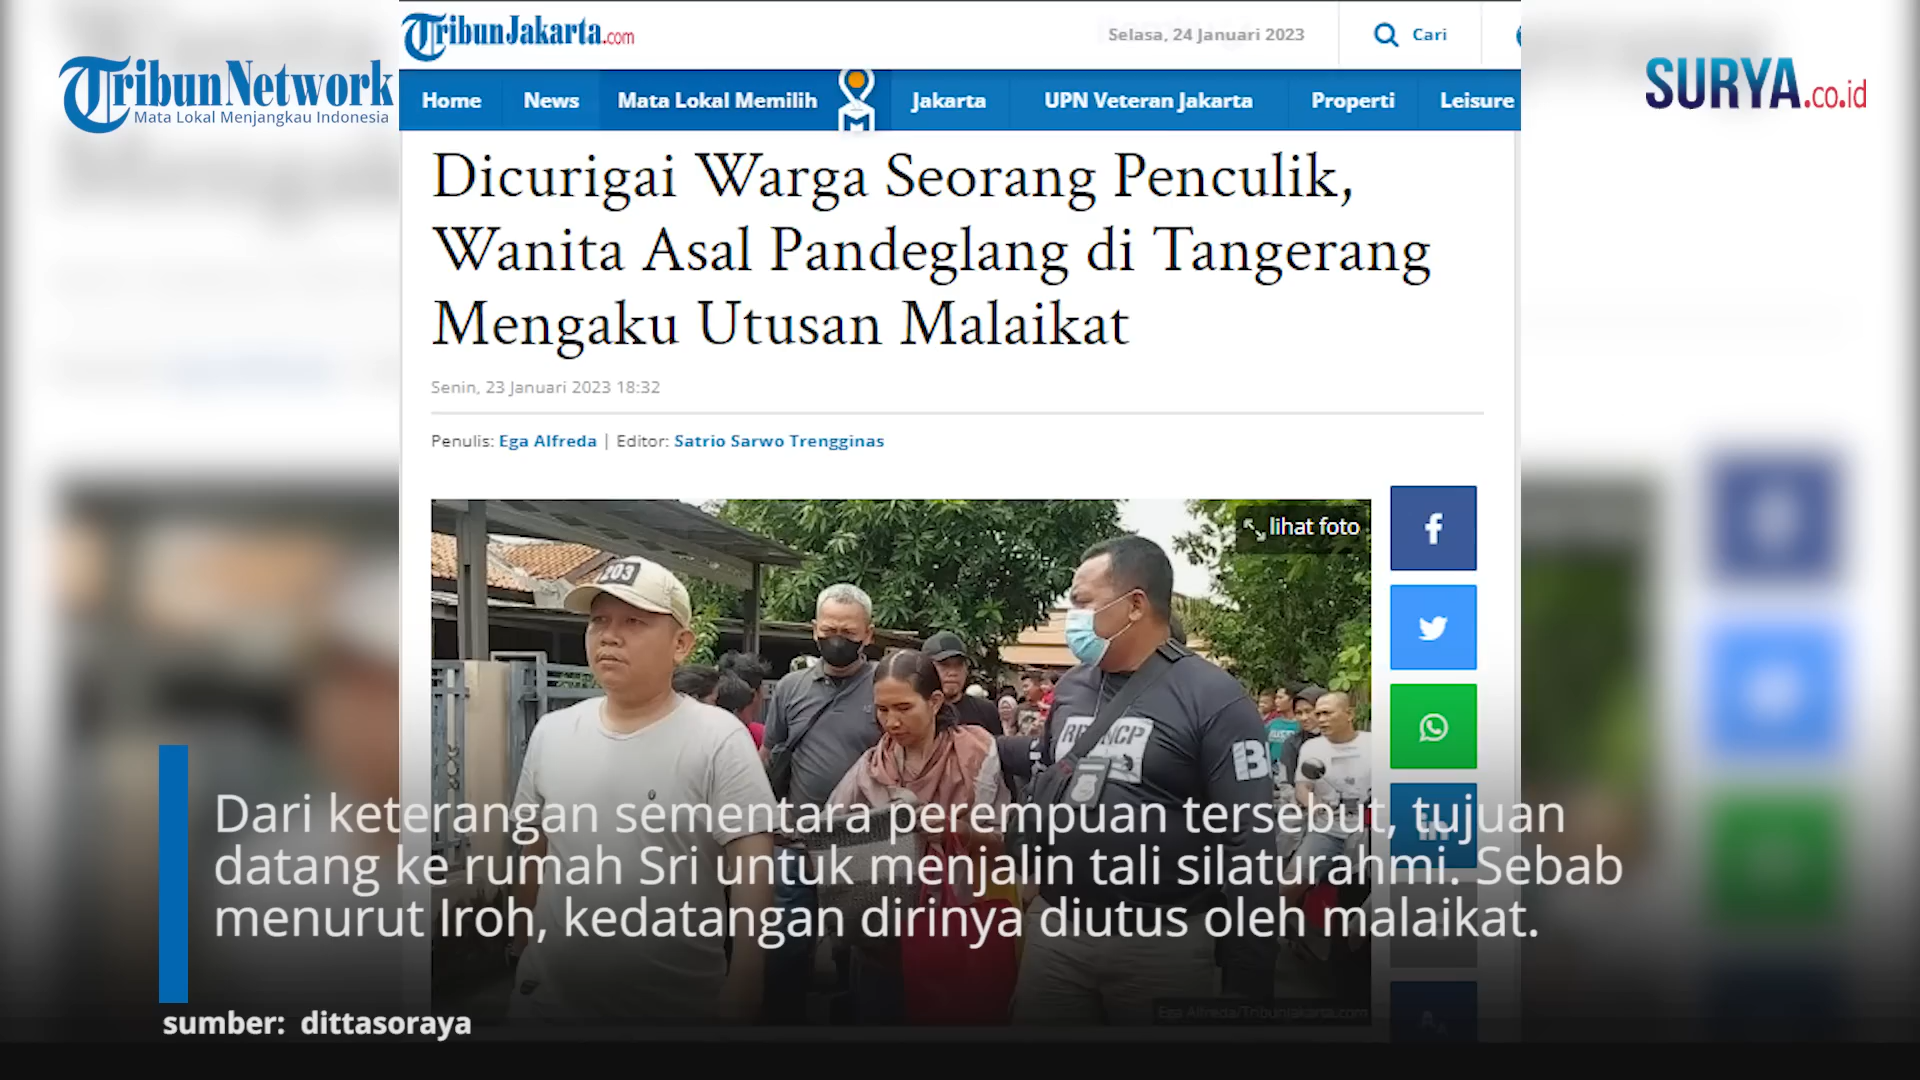 TribunJakarta.com
Selasa, 24 Januari 2023
Cari
TribunNetwork
Mata Lokal Menjangkau Indonesia
SURYA.co.id
Home News Mata Lokal Memilih Jakarta UPN Veteran Jakarta Properti Leisure
Dicurigai Warga Seorang Penculik,
Wanita Asal Pandeglang di Tangerang
Mengaku Utusan Malaikat
Senin, 23 Januari 2023 18:32
Penulis: Ega Alfreda | Editor: Satrio Sarwo Trengginas
lihat foto
203
Dari keterangan sementara perempuan tersebut, tujuan
datang ke rumah Sri untuk menjalin tali silaturahmi. Sebab
menurut Iroh, kedatangan dirinya diutus oleh malaikat.
Ega Alfreda/TribunJakarta.com
sumber: dittasoraya